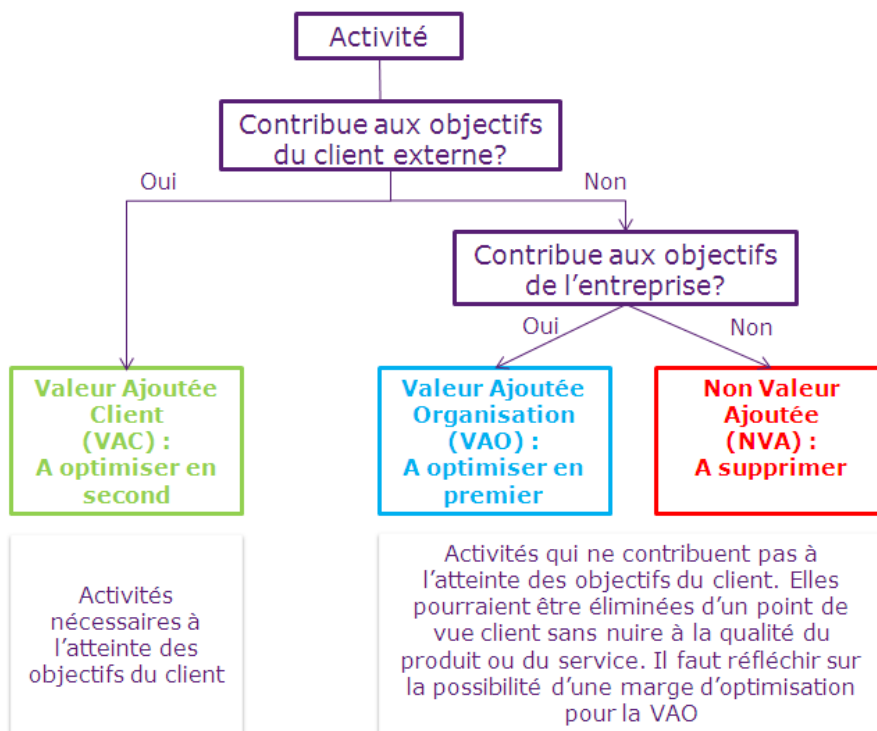 Activité
Contribue aux objectifs
du client externe?
Oui
Non
Contribue aux objectifs
de l'entreprise?
Oui
Non
Valeur Ajoutée
Client
(VAC) :
A optimiser en
second
Valeur Ajoutée
Organisation
(VAO) :
A optimiser en
premier
Non Valeur
Ajoutée
(NVA) :
A supprimer
Activités
nécessaires à
l'atteinte des
objectifs du client
Activités qui ne contribuent pas à
l'atteinte des objectifs du client. Elles
pourraient être éliminées d'un point de
vue client sans nuire à la qualité du
produit ou du service. Il faut réfléchir sur
la possibilité d'une marge d'optimisation
pour la VAO